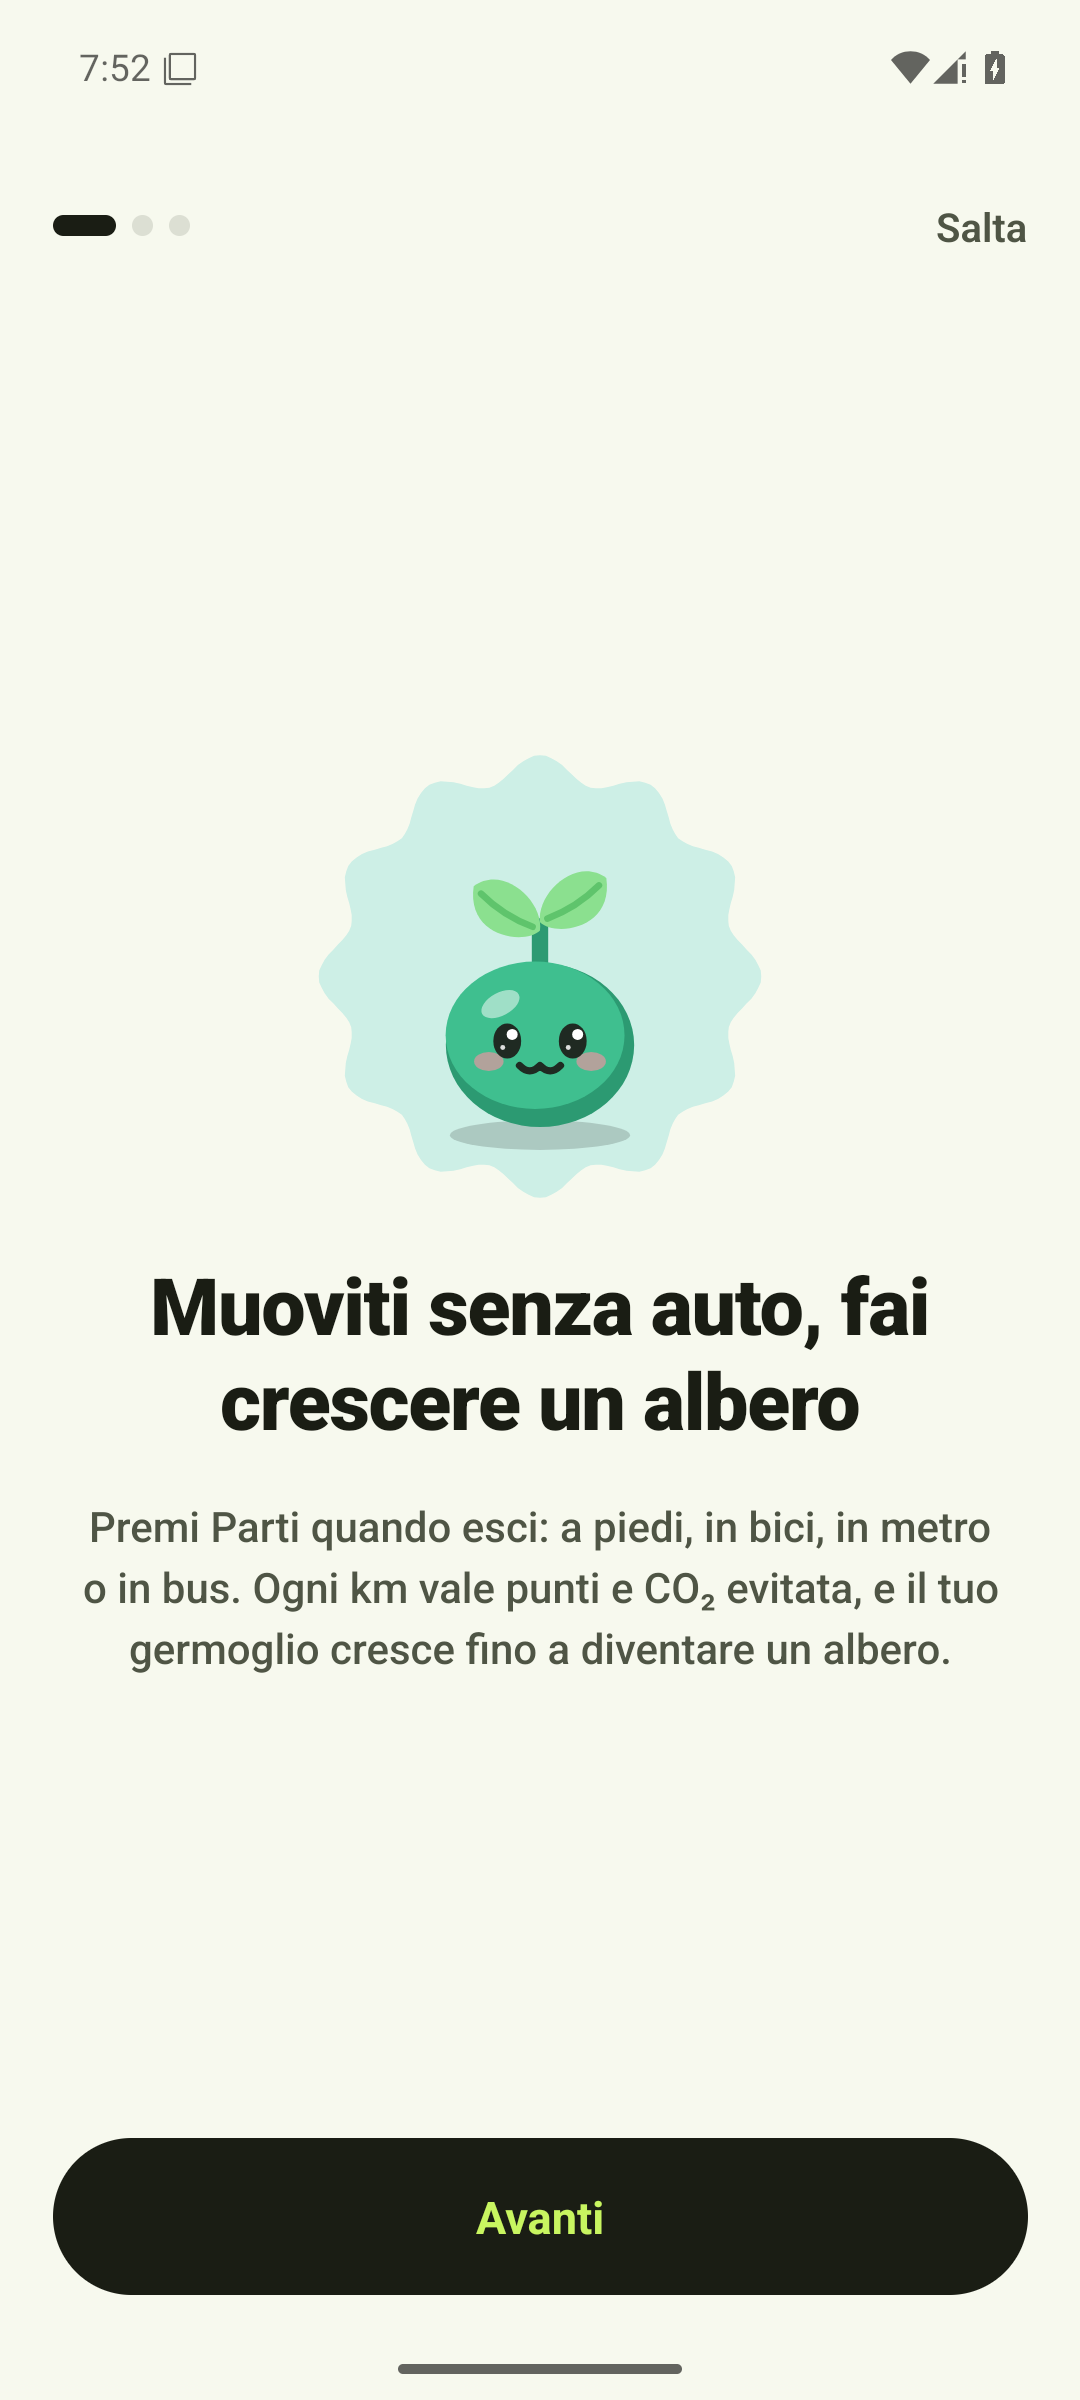 7:52
Salta
Muoviti senza auto, fai
crescere un albero
Premi Parti quando esci: a piedi, in bici, in metro
o in bus. Ogni km vale punti e CO₂ evitata, e il tuo
germoglio cresce fino a diventare un albero.
Avanti